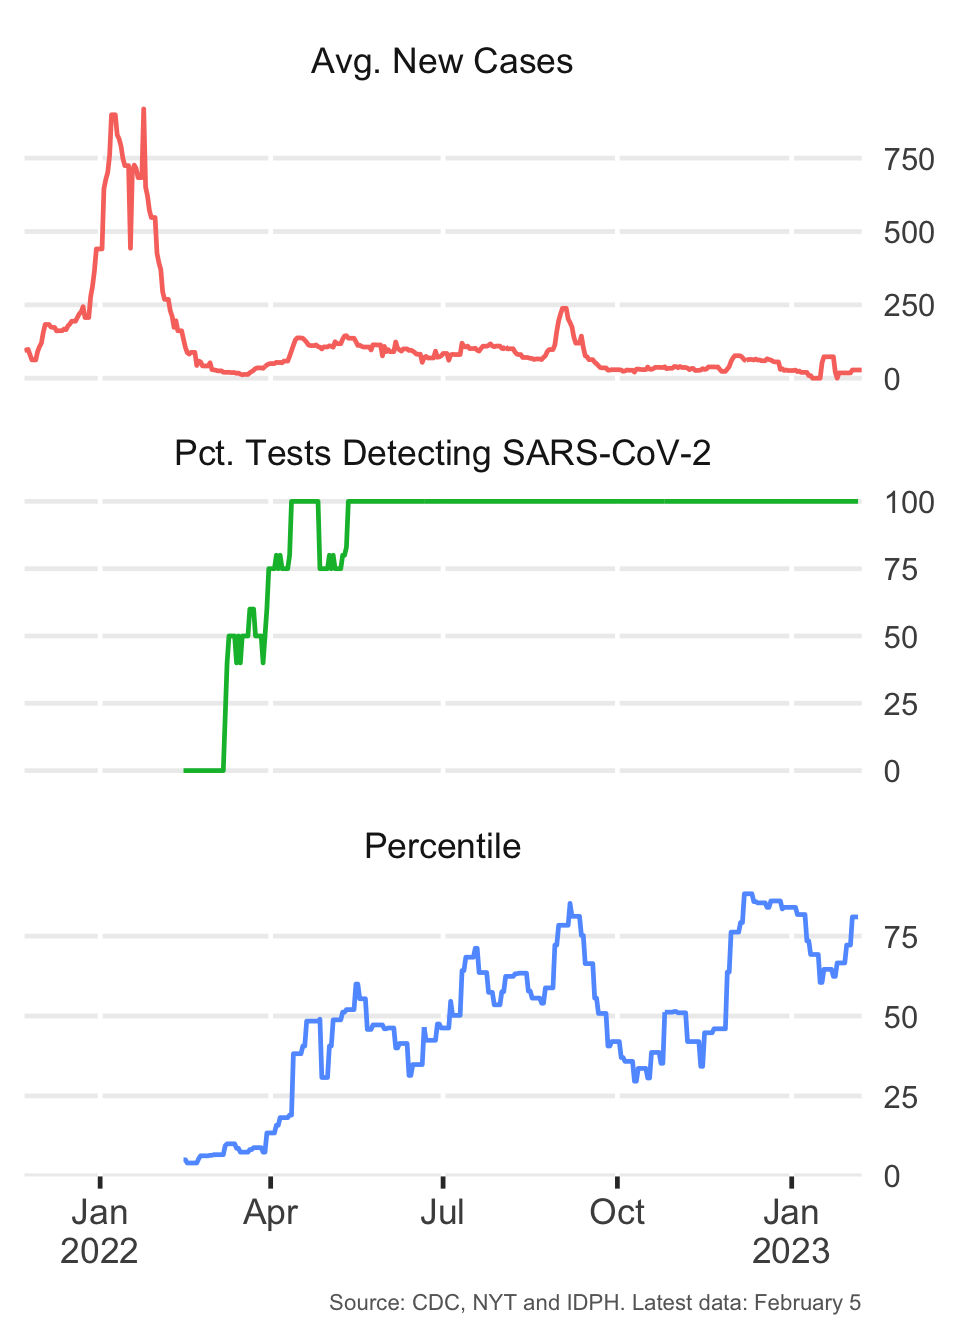 Avg. New Cases
750
500
250
0
Pct. Tests Detecting SARS-CoV-2
100
75
50
25
0
Percentile
75
50
25
0
Jan Apr Jul Oct Jan
2022 2023
Source: CDC, NYT and IDPH. Latest data: February 5